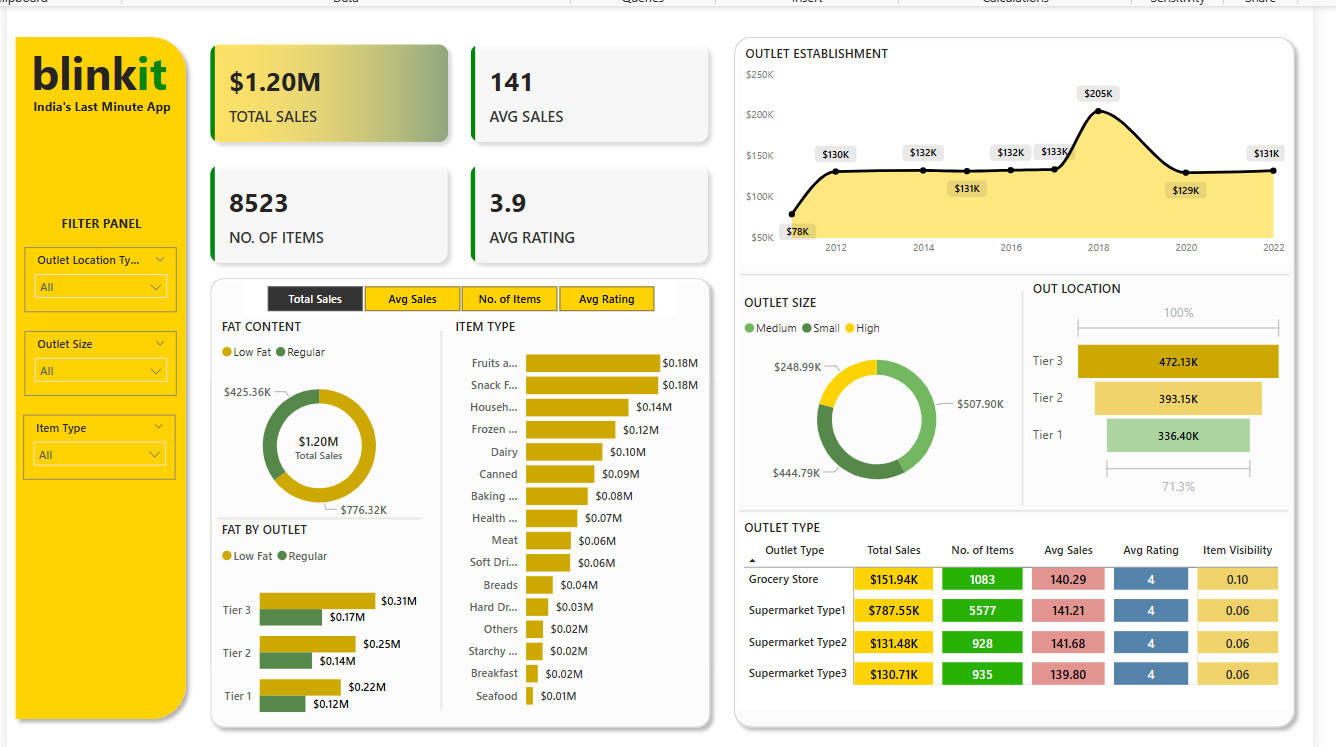 Data
Queries
Insert
Calculations
Sensitivity
Share
blinkit
India's Last Minute App
FILTER PANEL
Outlet Location Ty...
All
Outlet Size
All
Item Type
All
$1.20M
TOTAL SALES
141
AVG SALES
8523
NO. OF ITEMS
3.9
AVG RATING
Total Sales Avg Sales No. of Items Avg Rating
FAT CONTENT
Low Fat Regular
$425.36K
$1.20M
Total Sales
$776.32K
FAT BY OUTLET
Low Fat Regular
Tier 3 $0.31M
$0.17M
Tier 2 $0.25M
$0.14M
Tier 1 $0.22M
$0.12M
ITEM TYPE
Fruits a... $0.18M
Snack F... $0.18M
Househ... $0.14M
Frozen ... $0.12M
Dairy $0.10M
Canned $0.09M
Baking ... $0.08M
Health ... $0.07M
Meat $0.06M
Soft Dri... $0.06M
Breads $0.04M
Hard Dr... $0.03M
Others $0.02M
Starchy ... $0.02M
Breakfast $0.02M
Seafood $0.01M
OUTLET ESTABLISHMENT
$250K
$200K
$150K
$100K
$50K
$78K
$130K
$132K
$131K
$132K
$133K
$205K
$129K
$131K
2012 2014 2016 2018 2020 2022
OUTLET SIZE
Medium Small High
$248.99K
$507.90K
$444.79K
OUT LOCATION
100%
Tier 3 472.13K
Tier 2 393.15K
Tier 1 336.40K
71.3%
OUTLET TYPE
Outlet Type Total Sales No. of Items Avg Sales Avg Rating Item Visibility
Grocery Store $151.94K 1083 140.29 4 0.10
Supermarket Type1 $787.55K 5577 141.21 4 0.06
Supermarket Type2 $131.48K 928 141.68 4 0.06
Supermarket Type3 $130.71K 935 139.80 4 0.06